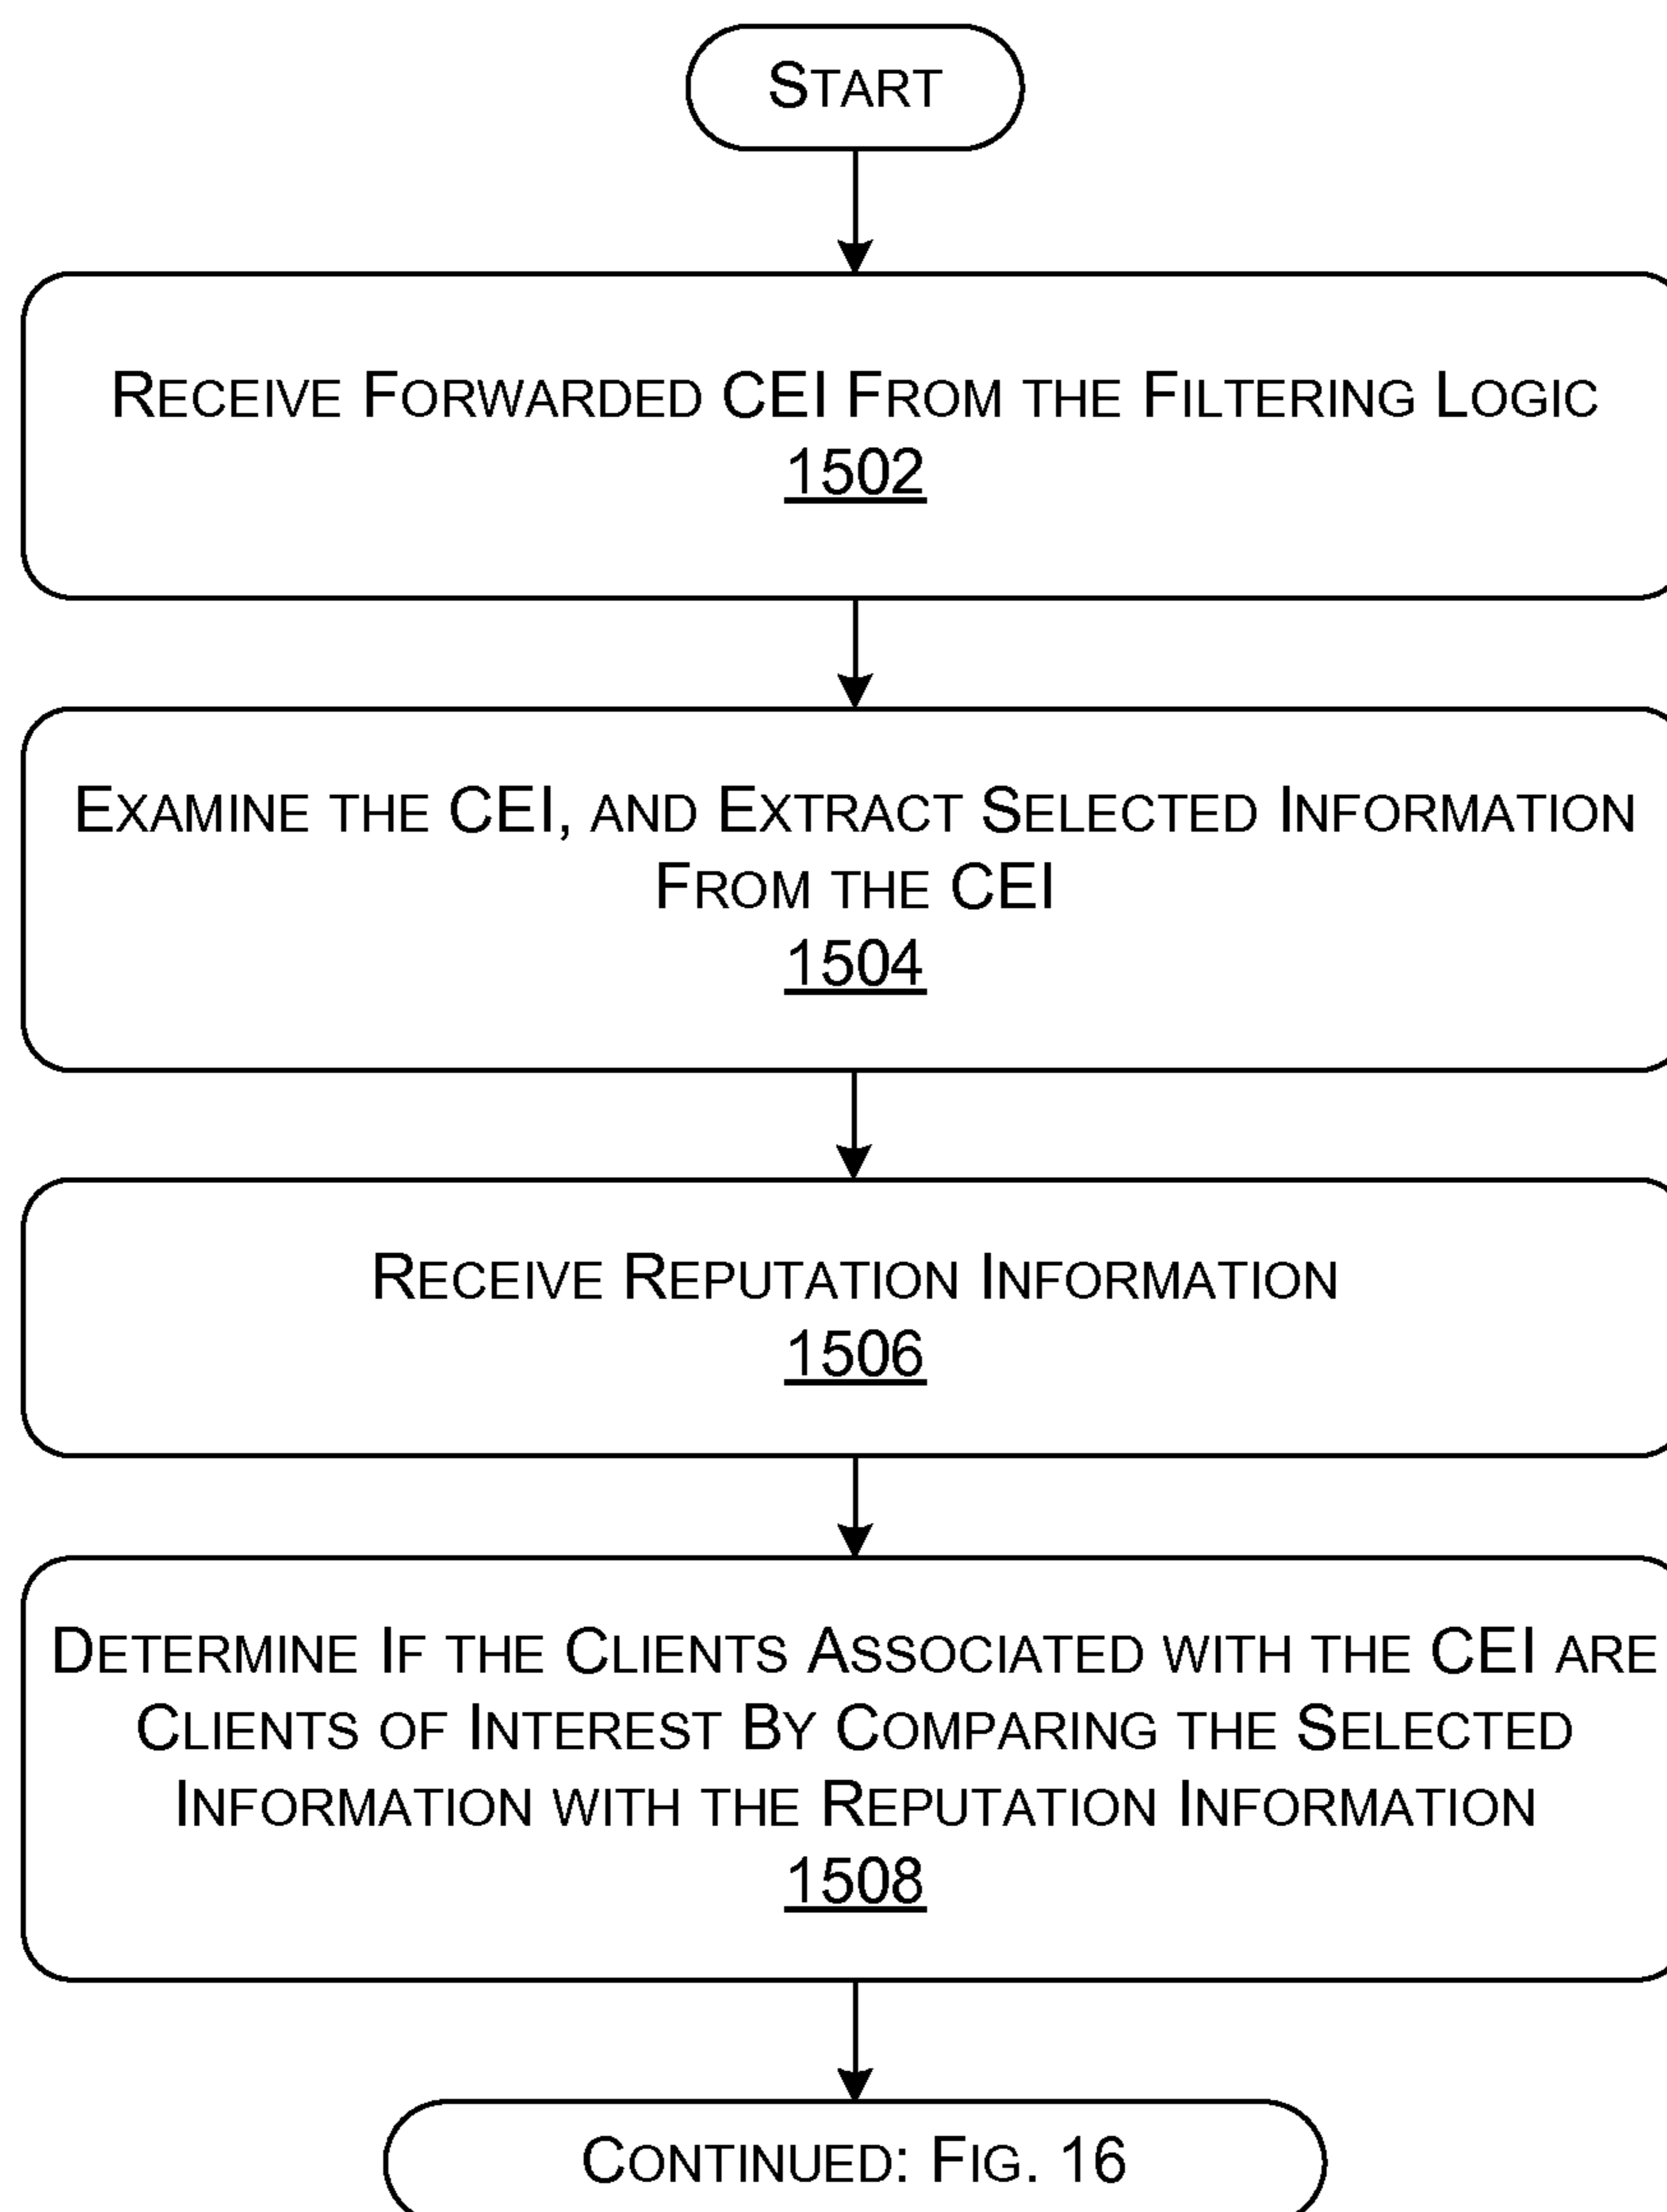 START
RECEIVE FORWARDED CEI FROM THE FILTERING LOGIC
1502
EXAMINE THE CEI, AND EXTRACT SELECTED INFORMATION
FROM THE CEI
1504
RECEIVE REPUTATION INFORMATION
1506
DETERMINE IF THE CLIENTS ASSOCIATED WITH THE CEI ARE
CLIENTS OF INTEREST BY COMPARING THE SELECTED
INFORMATION WITH THE REPUTATION INFORMATION
1508
CONTINUED: FIG. 16